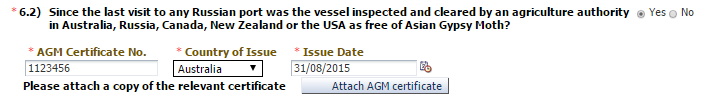 * 6.2) Since the last visit to any Russian port was the vessel inspected and cleared by an agriculture authority Yes No
in Australia, Russia, Canada, New Zealand or the USA as free of Asian Gypsy Moth?
* AGM Certificate No. * Country of Issue * Issue Date
1123456 Australia 31/08/2015
Please attach a copy of the relevant certificate Attach AGM certificate